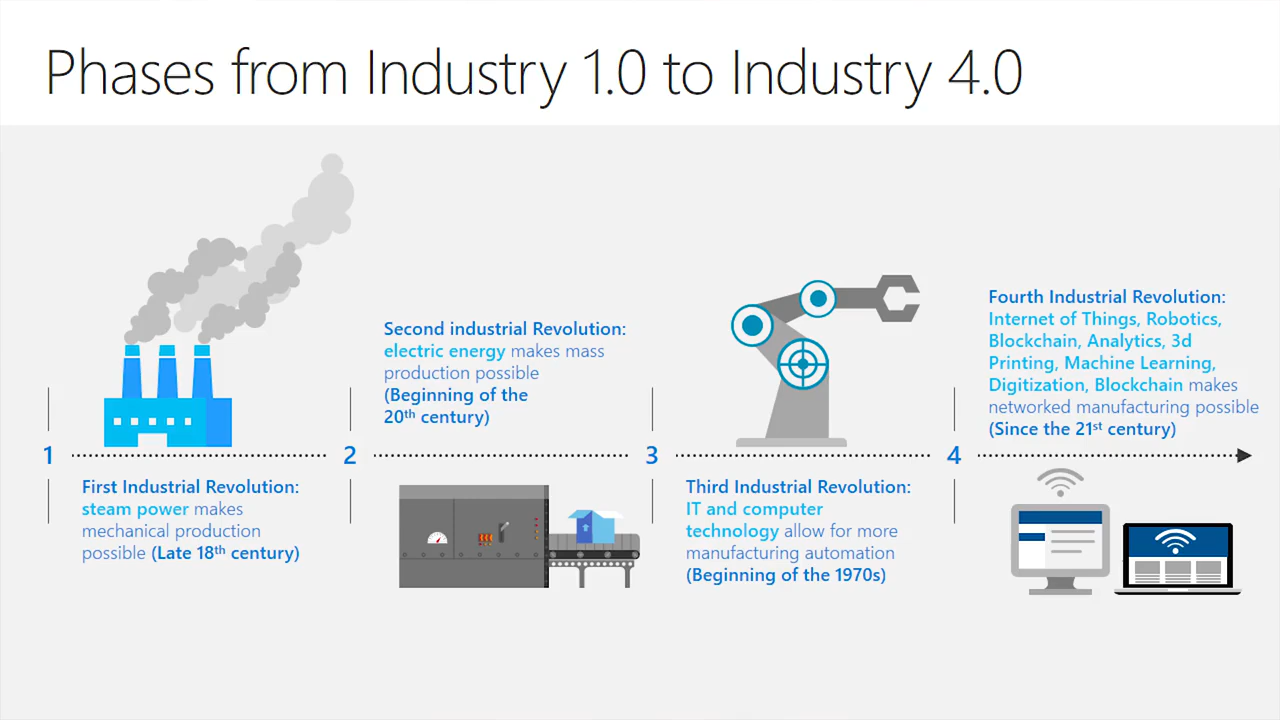 Phases from Industry 1.0 to Industry 4.0
1
First Industrial Revolution:
steam power makes
mechanical production
possible (Late 18th century)
2
Second industrial Revolution:
electric energy makes mass
production possible
(Beginning of the
20th century)
3
Third Industrial Revolution:
IT and computer
technology allow for more
manufacturing automation
(Beginning of the 1970s)
4
Fourth Industrial Revolution:
Internet of Things, Robotics,
Blockchain, Analytics, 3d
Printing, Machine Learning,
Digitization, Blockchain makes
networked manufacturing possible
(Since the 21st century)